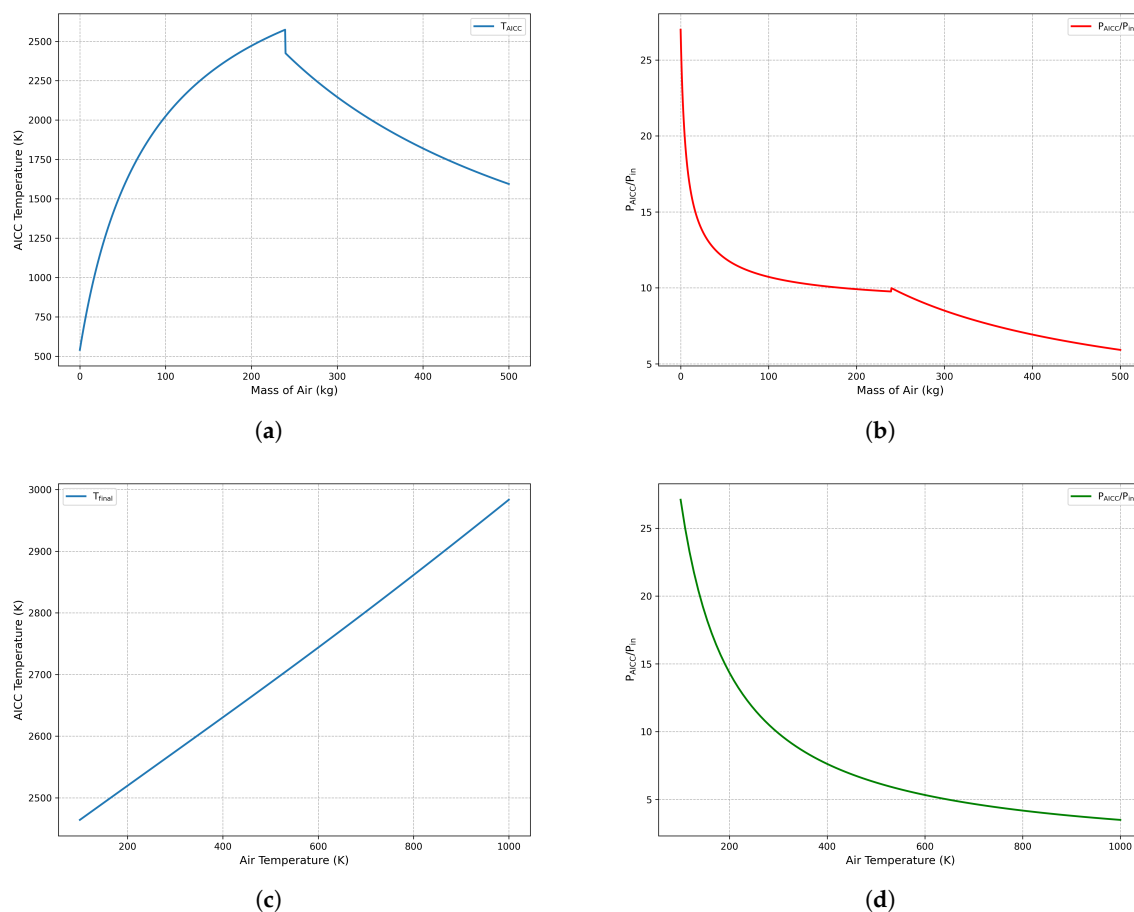 2500
2250
2000
1750
1500
1250
1000
750
500
AICC Temperature (K)
T_AICC
0 100 200 300 400 500
Mass of Air (kg)
(a)
25
20
15
10
5
P_AICC/P_in
P_AICC/P_in
0 100 200 300 400 500
Mass of Air (kg)
(b)
3000
2900
2800
2700
2600
2500
AICC Temperature (K)
T_final
200 400 600 800 1000
Air Temperature (K)
(c)
25
20
15
10
5
P_AICC/P_in
P_AICC/P_in
200 400 600 800 1000
Air Temperature (K)
(d)